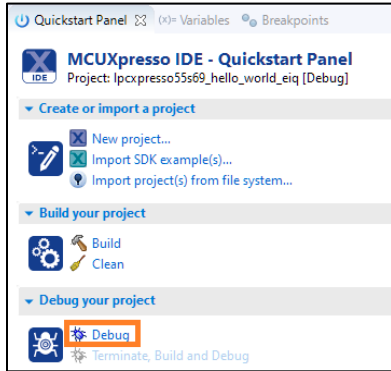 Quickstart Panel (x)= Variables Breakpoints
MCUXpresso IDE - Quickstart Panel
IDE
Project: lpcxpresso55s69_hello_world_eiq [Debug]
Create or import a project
New project...
Import SDK example(s)...
Import project(s) from file system...
Build your project
Build
Clean
Debug your project
Debug
Terminate, Build and Debug